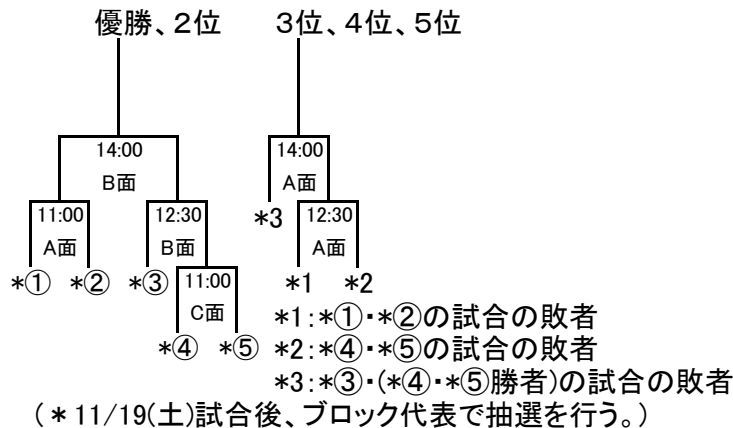 優勝、2位　3位、4位、5位
14:00　14:00
B面　A面
11:00　12:30　*3　12:30
A面　B面　A面
*①　*②　*③　11:00　*1　*2
C面　*1:*①・*②の試合の敗者
*④　*⑤　*2:*④・*⑤の試合の敗者
*3:*③・(*④・*⑤勝者)の試合の敗者
(*11/19(土)試合後、ブロック代表で抽選を行う。)